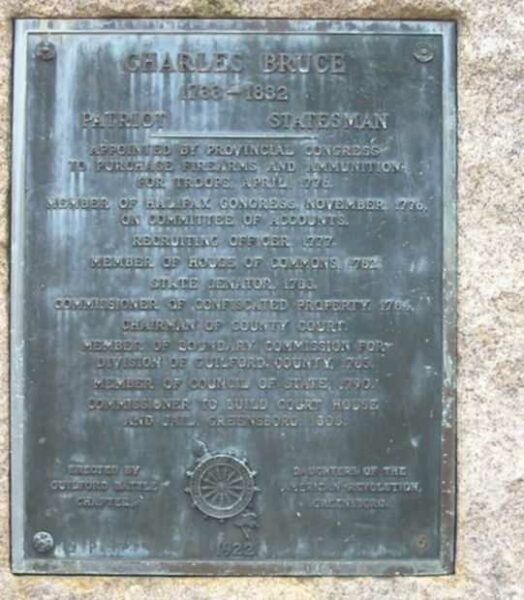 CHARLES BRUCE
1733-1832
PATRIOT STATESMAN
APPOINTED BY PROVINCIAL CONGRESS
TO PURCHASE FIREARMS AND AMMUNITION
FOR TROOPS, APRIL, 1776.
MEMBER OF HALIFAX CONGRESS, NOVEMBER, 1776,
ON COMMITTEE OF ACCOUNTS.
RECRUITING OFFICER, 1777.
MEMBER OF HOUSE OF COMMONS, 1782.
STATE SENATOR, 1783.
COMMISSIONER OF CONFISCATED PROPERTY, 1784.
CHAIRMAN OF COUNTY COURT.
MEMBER OF BOUNDARY COMMISSION FOR
DIVISION OF GUILFORD COUNTY, 1785.
MEMBER OF COUNCIL OF STATE, 1790.
COMMISSIONER TO BUILD COURT HOUSE
AND JAIL, GREENSBORO
ERECTED BY
GUILFORD BATTLE
CHAPTER
DAUGHTERS OF THE
AMERICAN REVOLUTION,
GREENSBORO.
1922